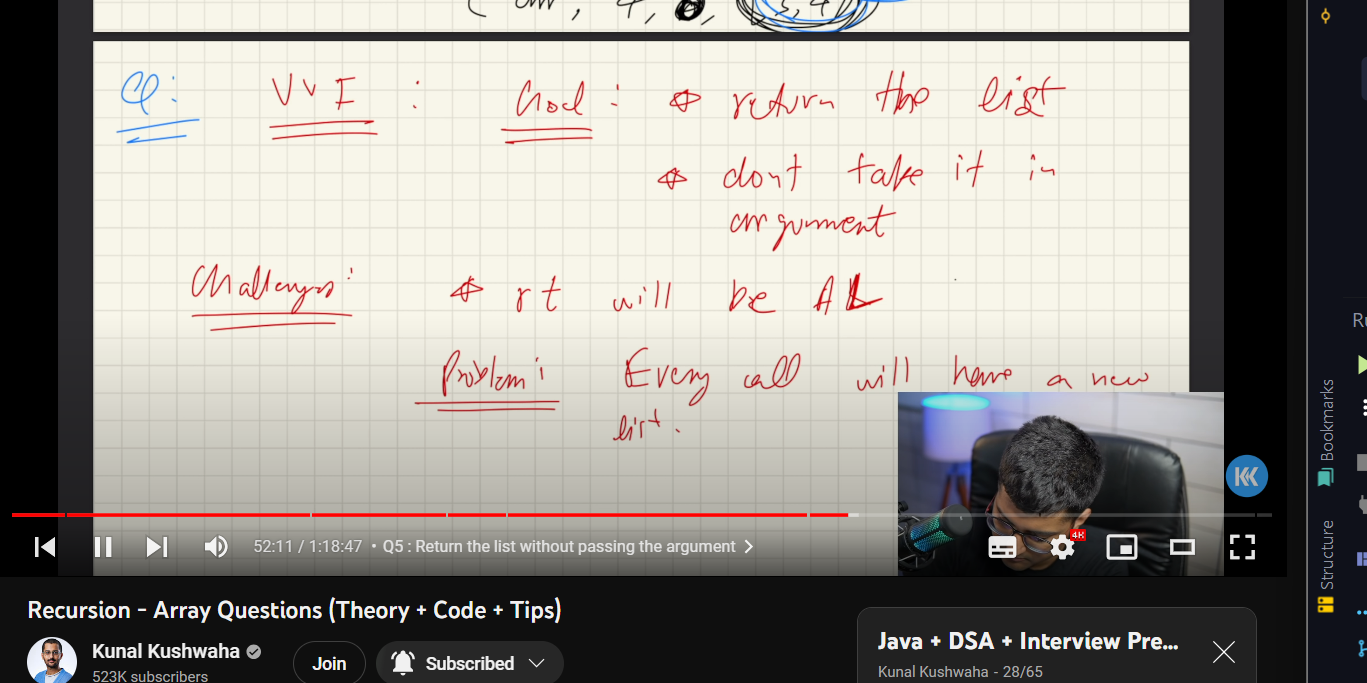 ( arr, 4, 0, [3, 4]
Q: VVI : Goal : * return the list
* dont take it in
argument
Challenges: * rt will be AL
Problem: Every call will have a new
list.
52:11 / 1:18:47 • Q5 : Return the list without passing the argument
4K
Recursion - Array Questions (Theory + Code + Tips)
Kunal Kushwaha
523K subscribers
Join
Subscribed
Java + DSA + Interview Pre...
Kunal Kushwaha - 28/65
Ru
Bookmarks
Structure